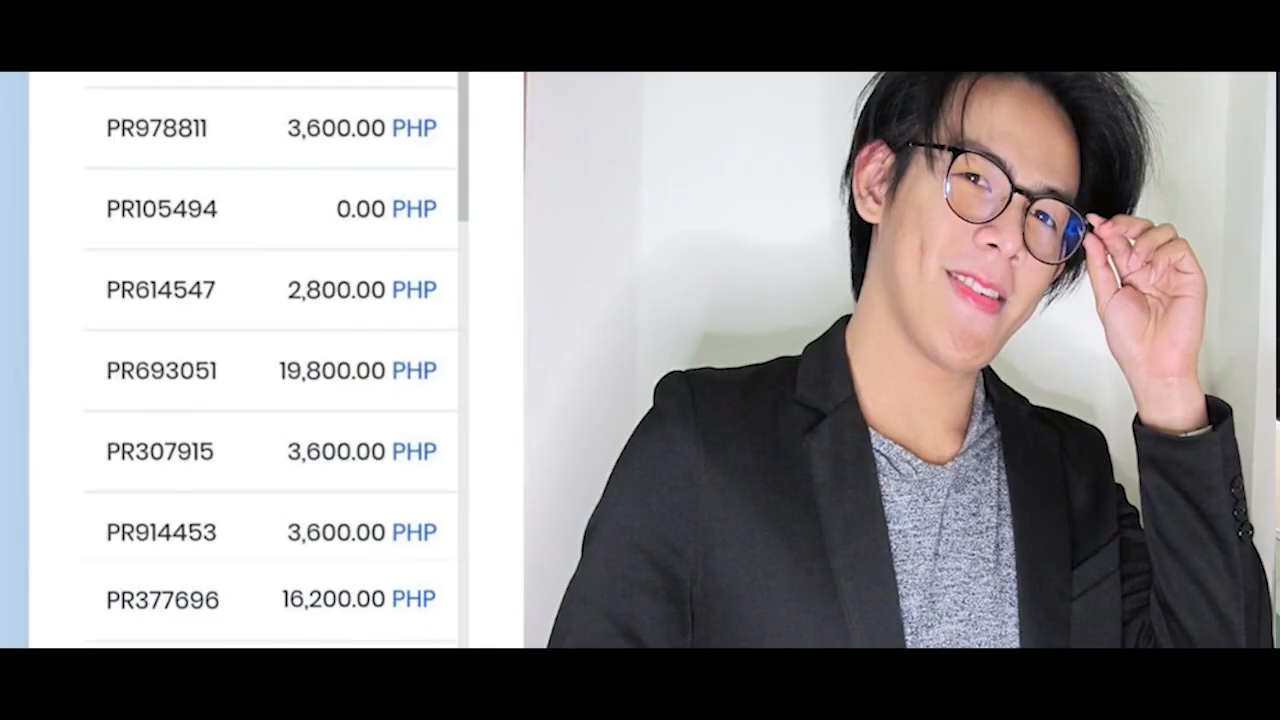 PR978811 3,600.00 PHP
PR105494 0.00 PHP
PR614547 2,800.00 PHP
PR693051 19,800.00 PHP
PR307915 3,600.00 PHP
PR914453 3,600.00 PHP
PR377696 16,200.00 PHP